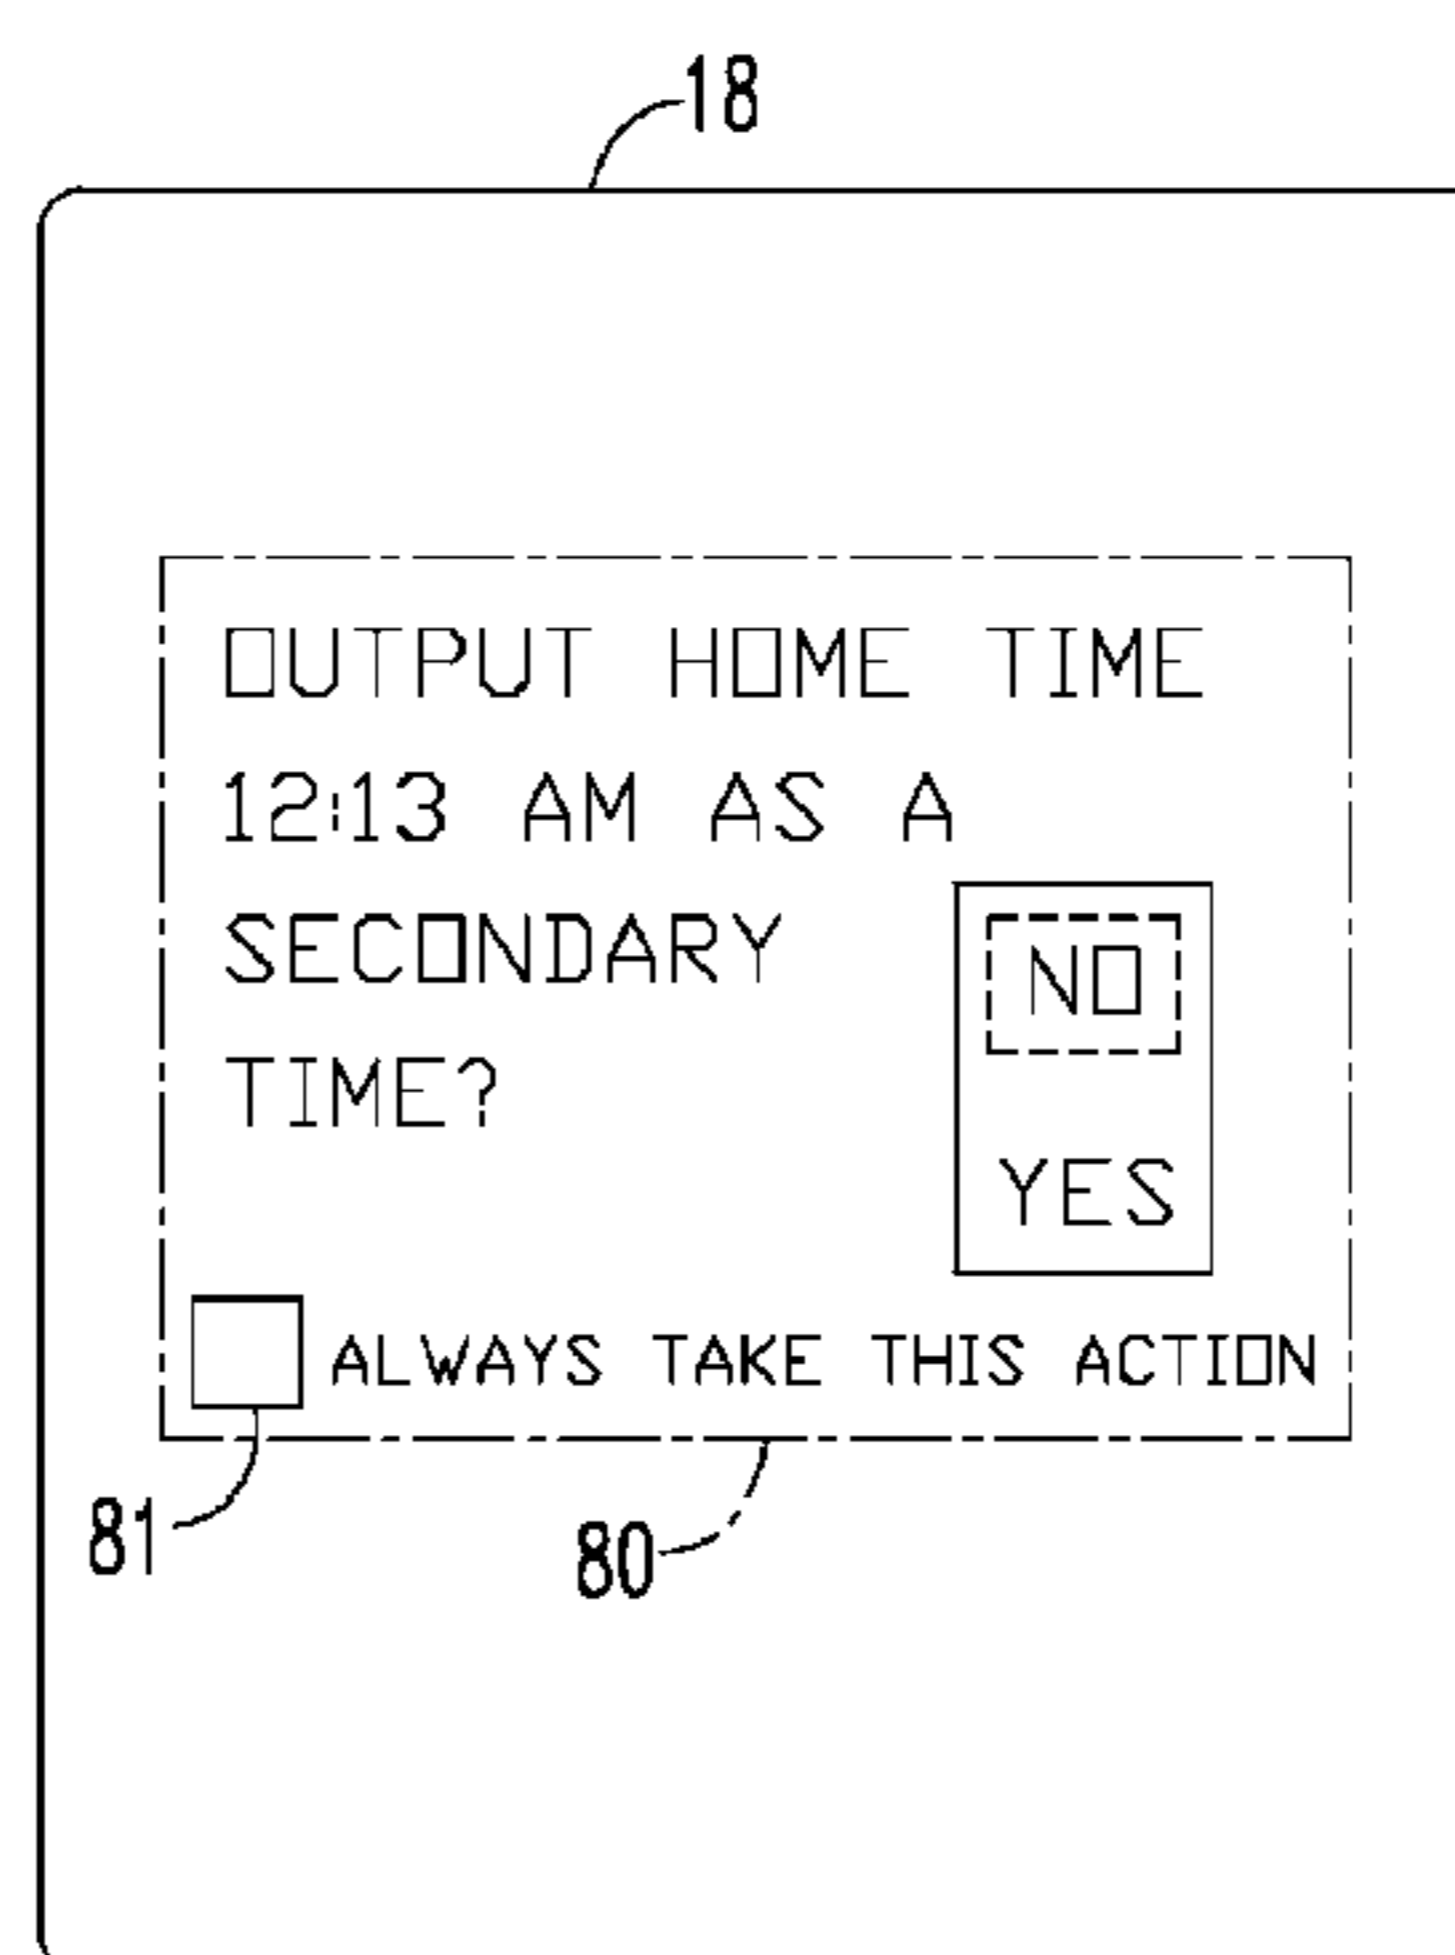 18
OUTPUT HOME TIME
12:13 AM AS A
SECONDARY
NO
TIME?
YES
ALWAYS TAKE THIS ACTION
81
80